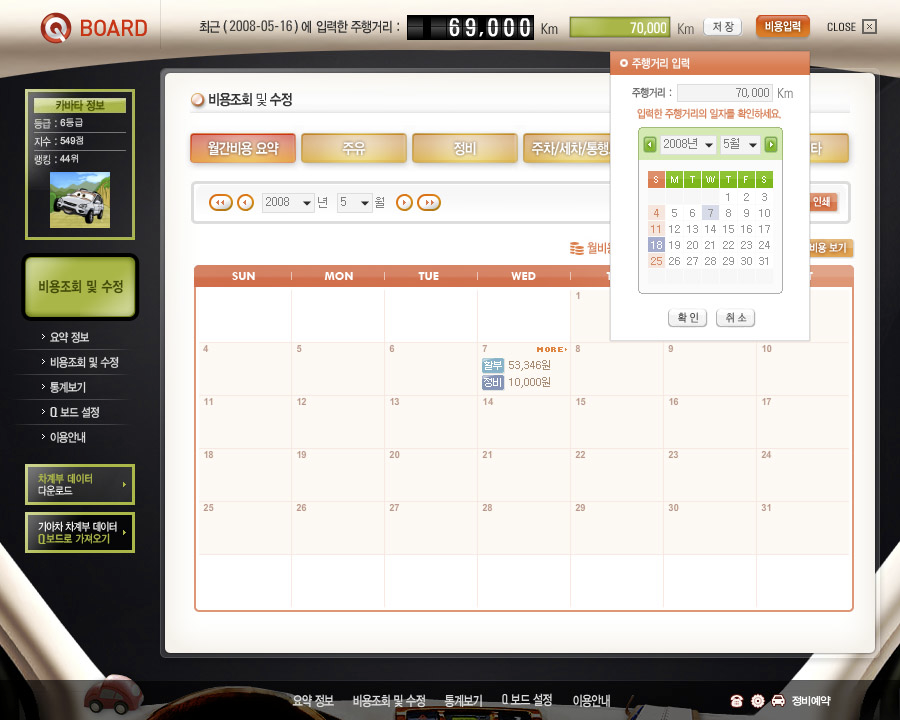 Q BOARD
최근 ( 2008-05-16 ) 에 입력한 주행거리 : 69,000 Km 70,000 Km 저장 비용입력 CLOSE
주행거리 입력
주행거리 : 70,000 Km
입력한 주행거리의 일자를 확인하세요.
2008년 5월
S M T W T F S
1 2 3
4 5 6 7 8 9 10
11 12 13 14 15 16 17
18 19 20 21 22 23 24
25 26 27 28 29 30 31
확인 취소
카바타 정보
등급 : 6등급
지수 : 549점
랭킹 : 44위
비용조회 및 수정
요약 정보
비용조회 및 수정
통계보기
Q 보드 설정
이용안내
차계부 데이터
다운로드
기아차 차계부 데이터
Q보드로 가져오기
비용조회 및 수정
월간비용 요약 주유 정비 주차/세차/통행 타
2008 년 5 월 인쇄
월비 비용 보기
SUN MON TUE WED T T
1
4 5 6 7 MORE 8 9 10
할부 53,346원
정비 10,000원
11 12 13 14 15 16 17
18 19 20 21 22 23 24
25 26 27 28 29 30 31
요약 정보 비용조회 및 수정 통계보기 Q 보드 설정 이용안내 정비예약